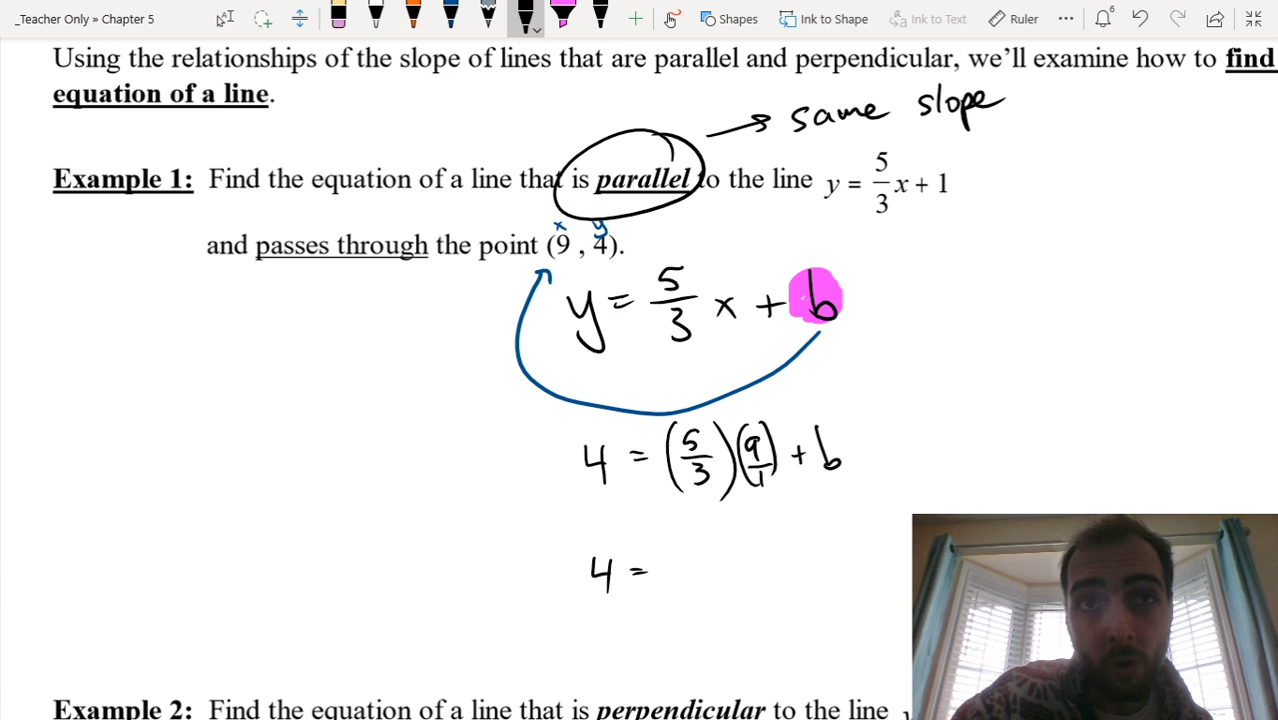 _Teacher Only » Chapter 5
Shapes
Ink to Shape
Ink to Text
Ruler
6
Using the relationships of the slope of lines that are parallel and perpendicular, we'll examine how to find
equation of a line.
→ same slope
Example 1: Find the equation of a line that is parallel to the line y = 5/3 x + 1
x y
and passes through the point (9 , 4).
y = 5/3 x + b
4 = (5/3)(9/1) + b
4 =
Example 2: Find the equation of a line that is perpendicular to the line